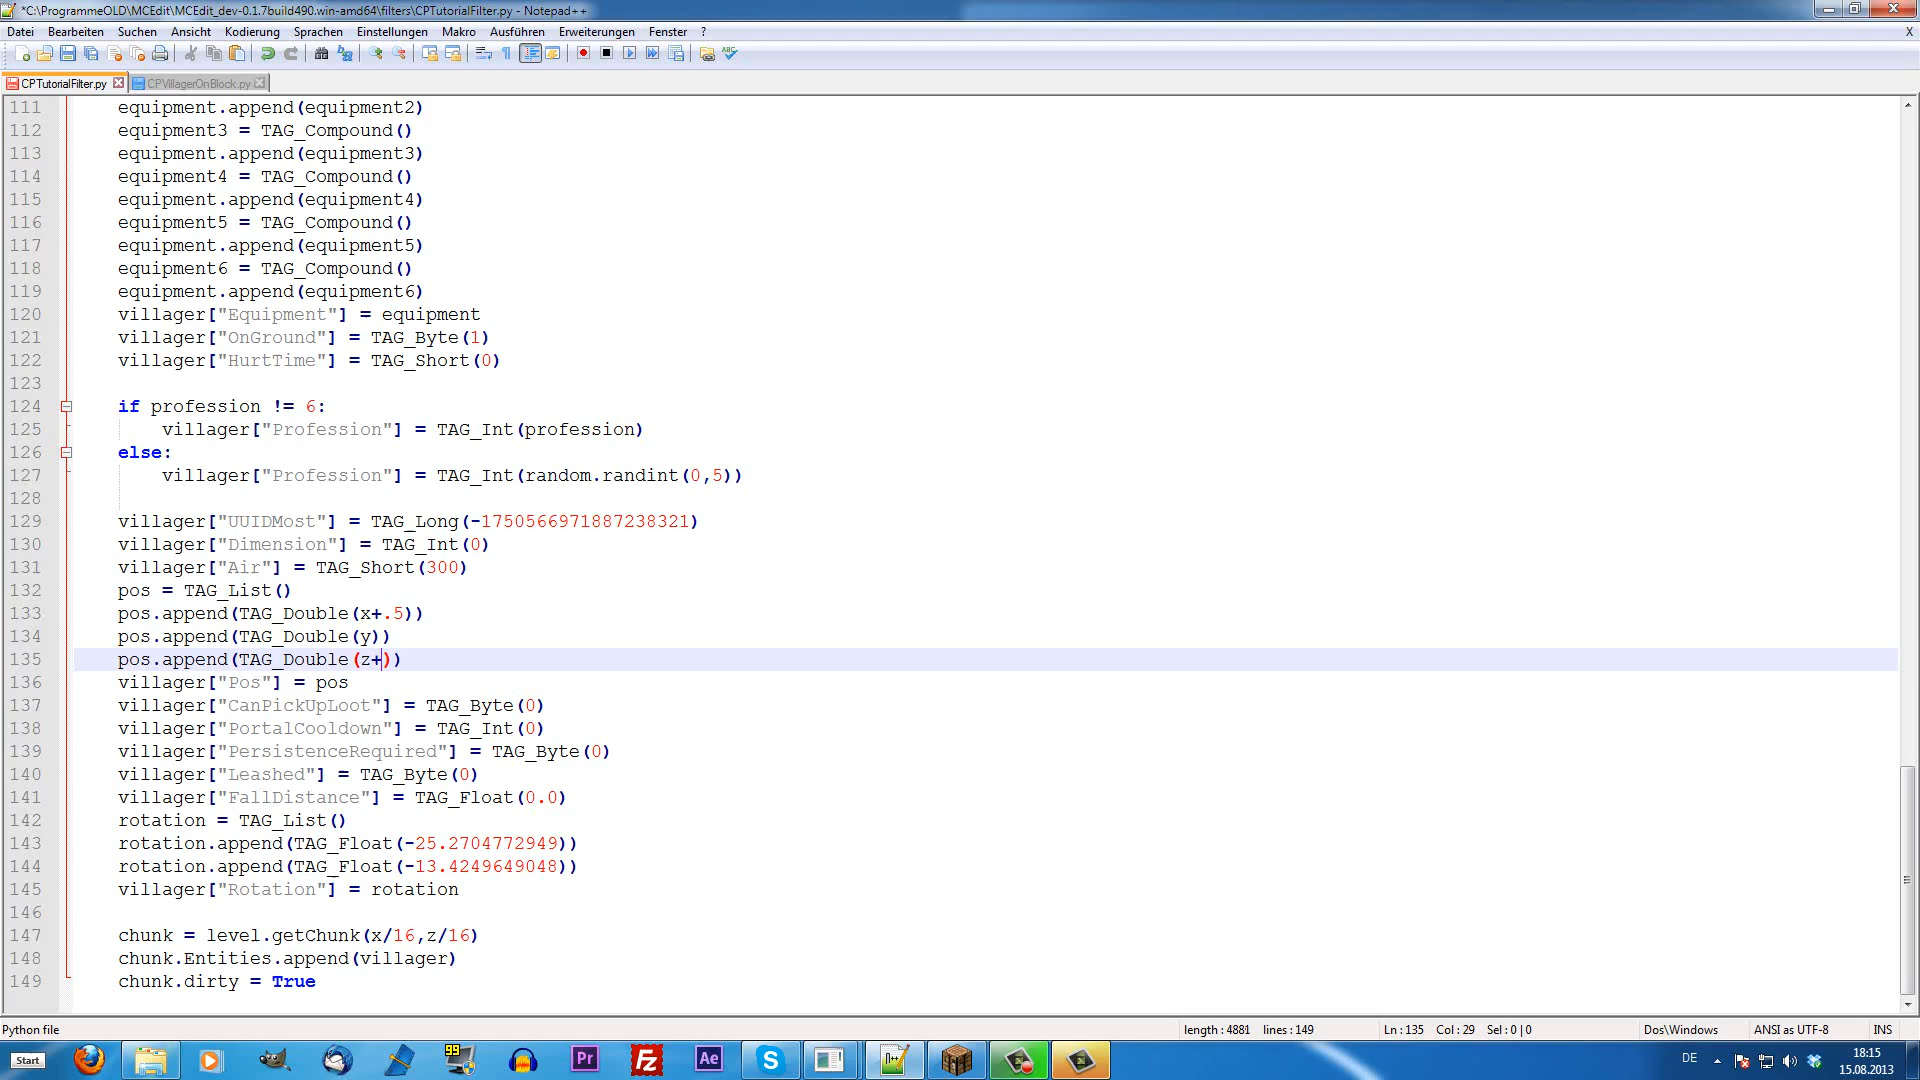 *C:\ProgrammeOLD\MCEdit\MCEdit_dev-0.1.7build490.win-amd64\filters\CPTutorialFilter.py - Notepad++
Datei Bearbeiten Suchen Ansicht Kodierung Sprachen Einstellungen Makro Ausführen Erweiterungen Fenster ? X
CPTutorialFilter.py CPVillagerOnBlock.py
111 equipment.append(equipment2)
112 equipment3 = TAG_Compound()
113 equipment.append(equipment3)
114 equipment4 = TAG_Compound()
115 equipment.append(equipment4)
116 equipment5 = TAG_Compound()
117 equipment.append(equipment5)
118 equipment6 = TAG_Compound()
119 equipment.append(equipment6)
120 villager["Equipment"] = equipment
121 villager["OnGround"] = TAG_Byte(1)
122 villager["HurtTime"] = TAG_Short(0)
123
124 if profession != 6:
125 villager["Profession"] = TAG_Int(profession)
126 else:
127 villager["Profession"] = TAG_Int(random.randint(0,5))
128
129 villager["UUIDMost"] = TAG_Long(-1750566971887238321)
130 villager["Dimension"] = TAG_Int(0)
131 villager["Air"] = TAG_Short(300)
132 pos = TAG_List()
133 pos.append(TAG_Double(x+.5))
134 pos.append(TAG_Double(y))
135 pos.append(TAG_Double(z+))
136 villager["Pos"] = pos
137 villager["CanPickUpLoot"] = TAG_Byte(0)
138 villager["PortalCooldown"] = TAG_Int(0)
139 villager["PersistenceRequired"] = TAG_Byte(0)
140 villager["Leashed"] = TAG_Byte(0)
141 villager["FallDistance"] = TAG_Float(0.0)
142 rotation = TAG_List()
143 rotation.append(TAG_Float(-25.2704772949))
144 rotation.append(TAG_Float(-13.4249649048))
145 villager["Rotation"] = rotation
146
147 chunk = level.getChunk(x/16,z/16)
148 chunk.Entities.append(villager)
149 chunk.dirty = True
Python file length : 4881 lines : 149 Ln : 135 Col : 29 Sel : 0 | 0 Dos\Windows ANSI as UTF-8 INS
Start 99 Pr Fz Ae S DE 18:15
15.08.2013